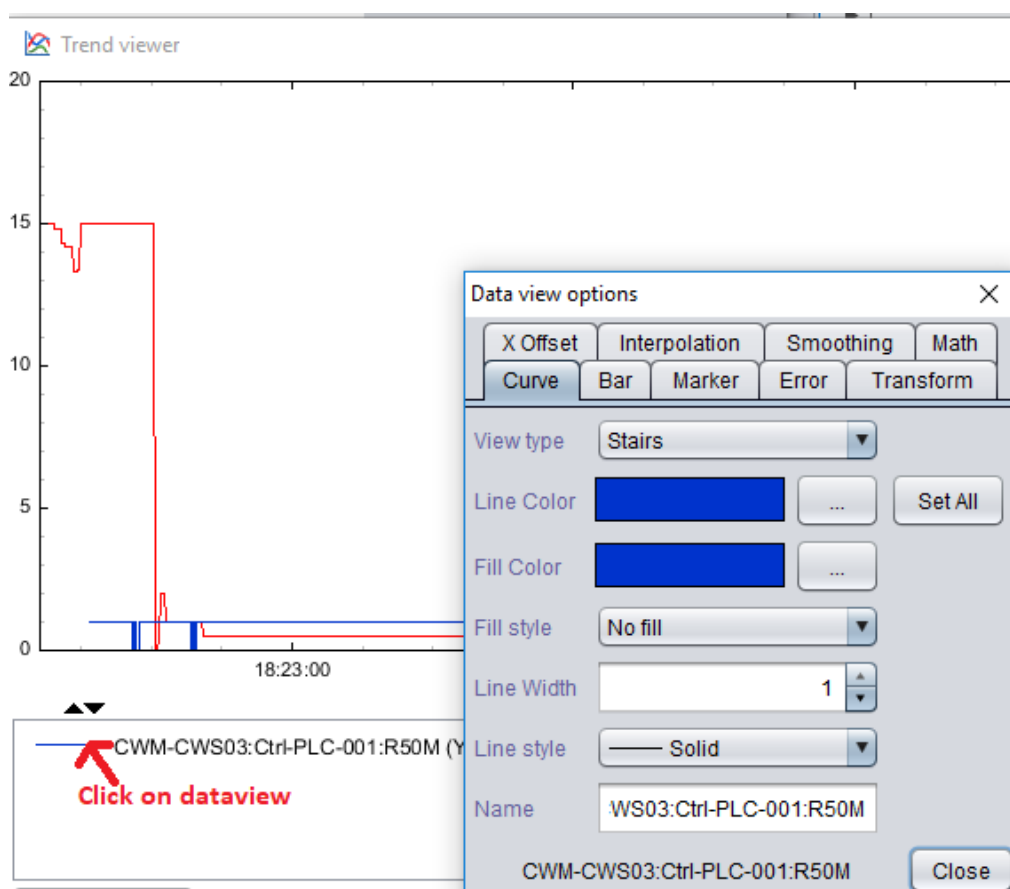 Trend viewer
20
15
10
5
0
18:23:00
CWM-CWS03:Ctrl-PLC-001:R50M (Y
Click on dataview
Data view options
X Offset Interpolation Smoothing Math
Curve Bar Marker Error Transform
View type Stairs
Line Color ... Set All
Fill Color ...
Fill style No fill
Line Width 1
Line style Solid
Name WS03:Ctrl-PLC-001:R50M
CWM-CWS03:Ctrl-PLC-001:R50M Close